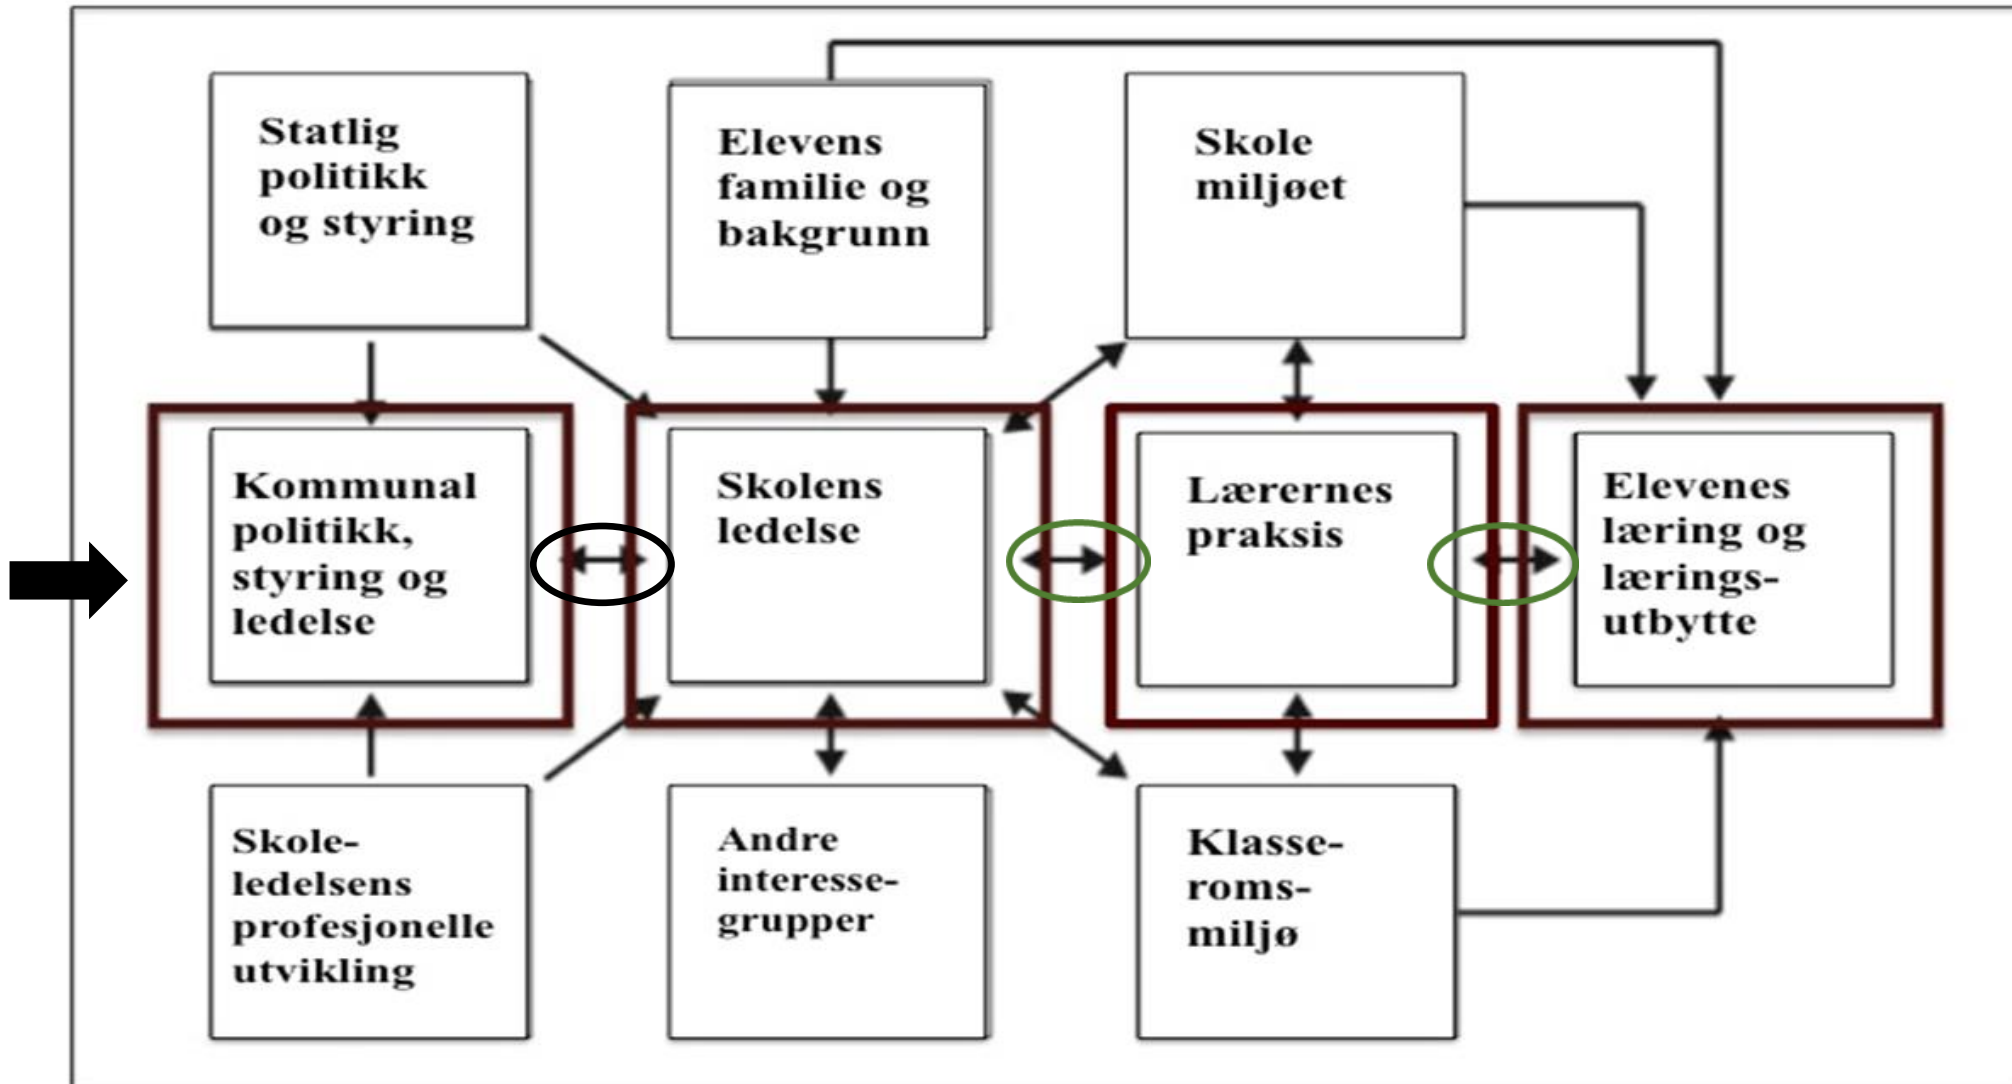 Statlig
politikk
og styring
Elevens
familie og
bakgrunn
Skole
miljøet
Kommunal
politikk,
styring og
ledelse
Skolens
ledelse
Lærernes
praksis
Elevenes
læring og
lærings-
utbytte
Skole-
ledelsens
profesjonelle
utvikling
Andre
interesse-
grupper
Klasse-
roms-
miljø